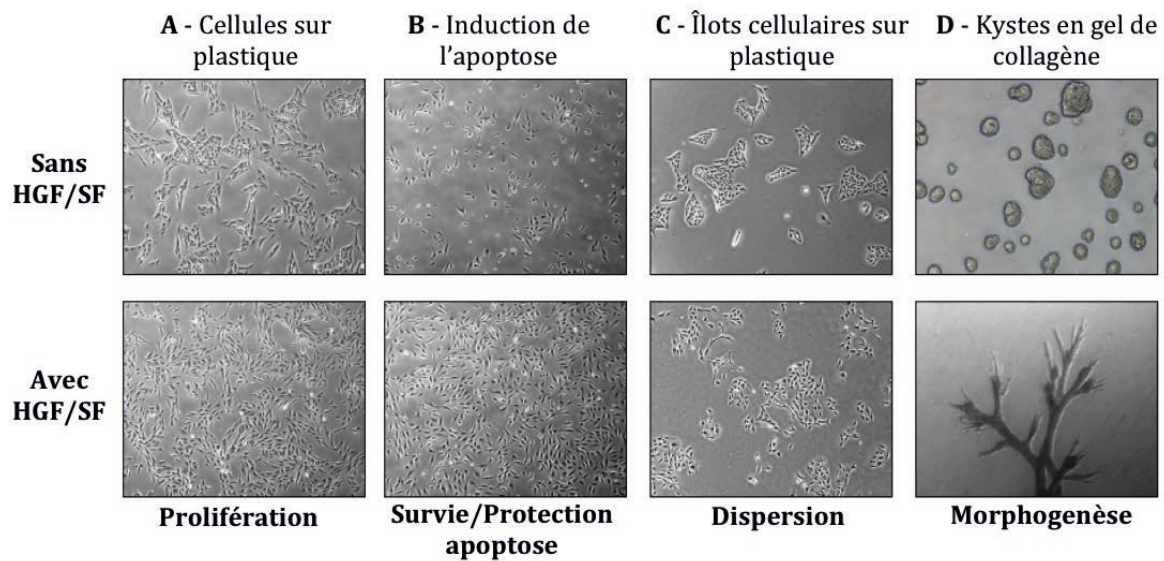 A - Cellules sur
plastique
B - Induction de
l’apoptose
C - Îlots cellulaires sur
plastique
D - Kystes en gel de
collagène
Sans
HGF/SF
Avec
HGF/SF
Prolifération
Survie/Protection
apoptose
Dispersion
Morphogenèse